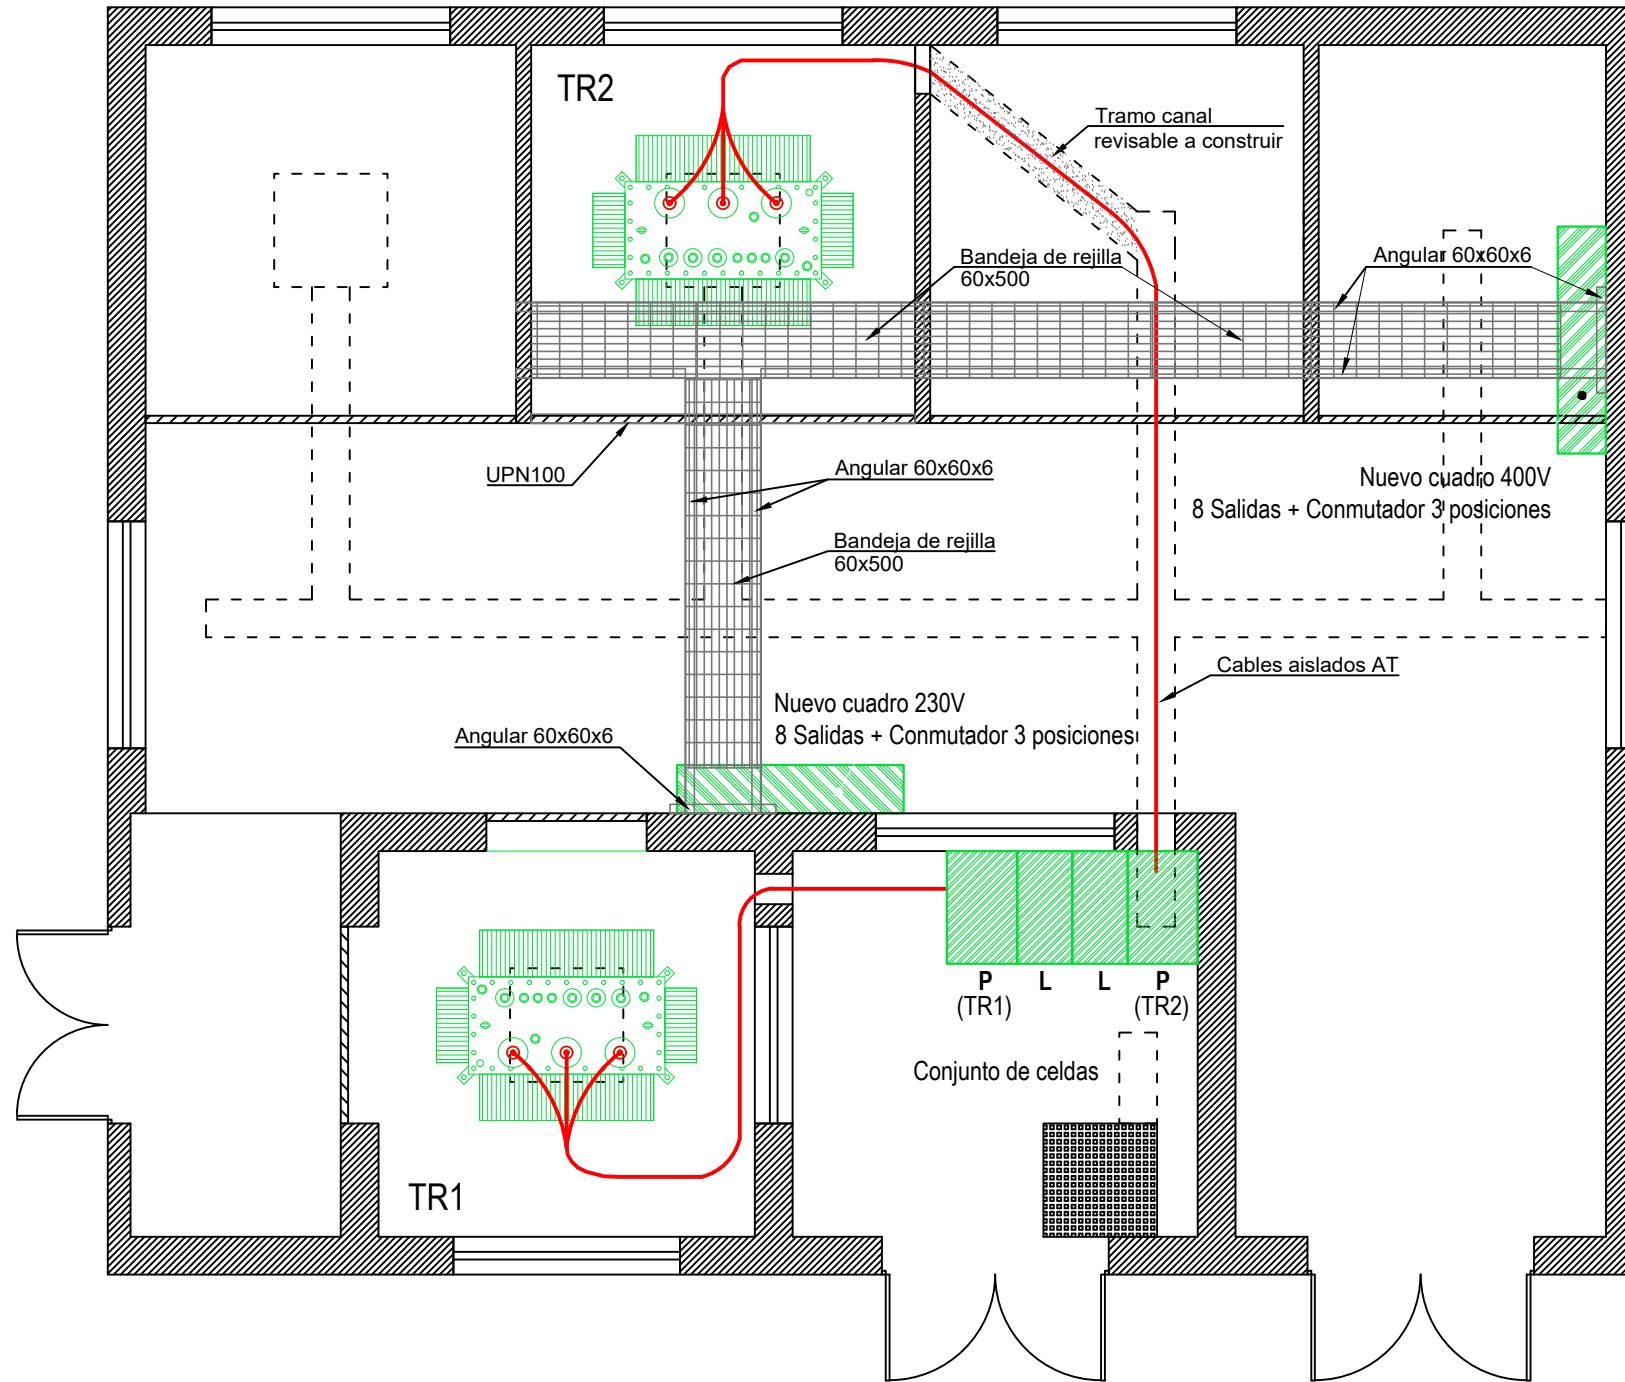 TR2
Tramo canal
revisable a construir
Bandeja de rejilla
60x500
Angular 60x60x6
UPN100
Angular 60x60x6
Nuevo cuadro 400V
8 Salidas + Conmutador 3 posiciones
Bandeja de rejilla
60x500
Cables aislados AT
Nuevo cuadro 230V
8 Salidas + Conmutador 3 posiciones
Angular 60x60x6
P L L P
(TR1) (TR2)
Conjunto de celdas
TR1